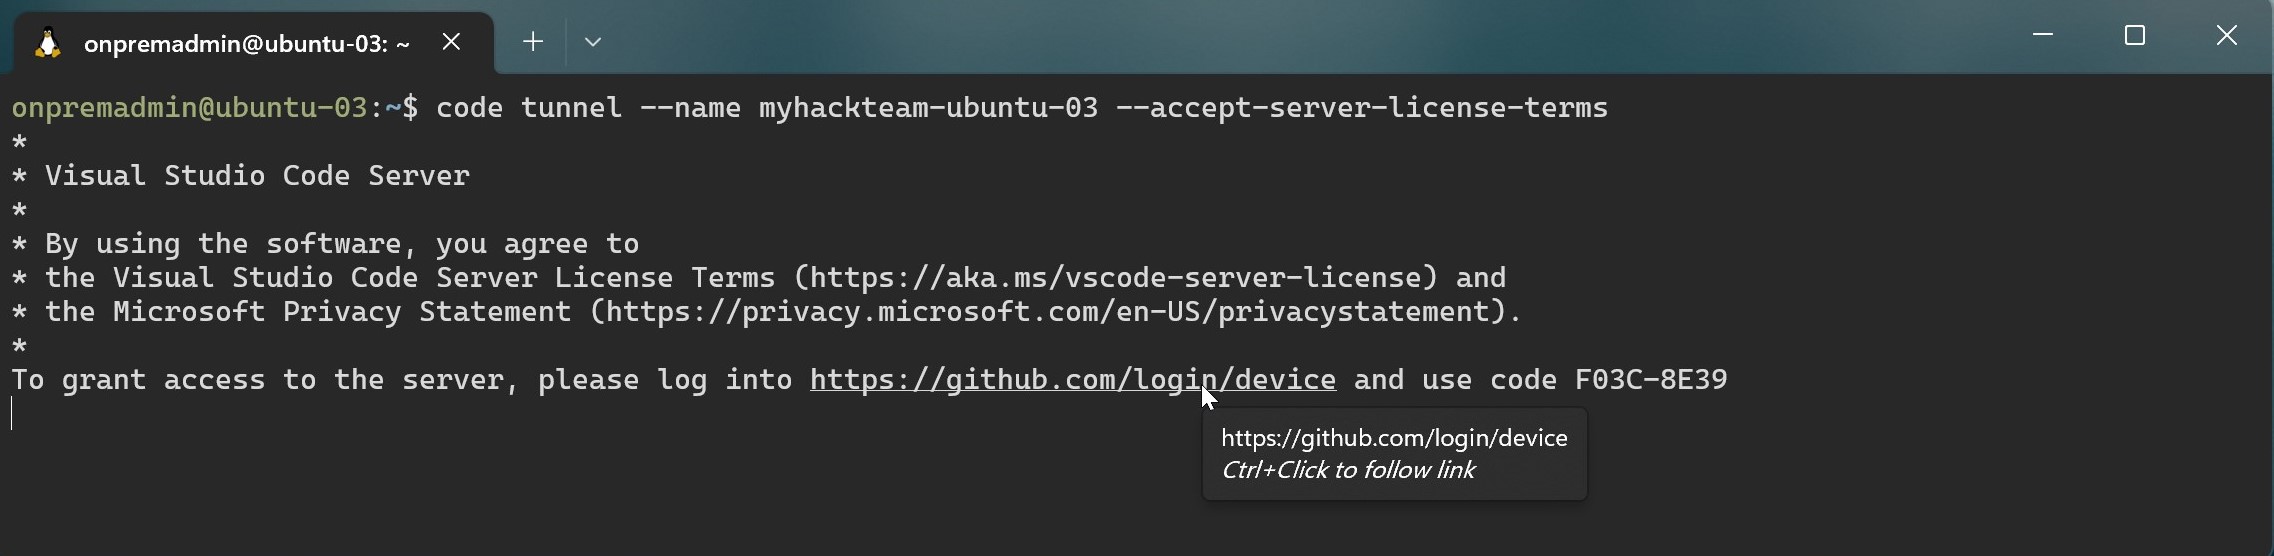 onpremadmin@ubuntu-03: ~
onpremadmin@ubuntu-03:~$ code tunnel --name myhackteam-ubuntu-03 --accept-server-license-terms
*
* Visual Studio Code Server
*
* By using the software, you agree to
* the Visual Studio Code Server License Terms (https://aka.ms/vscode-server-license) and
* the Microsoft Privacy Statement (https://privacy.microsoft.com/en-US/privacystatement).
*
To grant access to the server, please log into https://github.com/login/device and use code F03C-8E39
https://github.com/login/device
Ctrl+Click to follow link